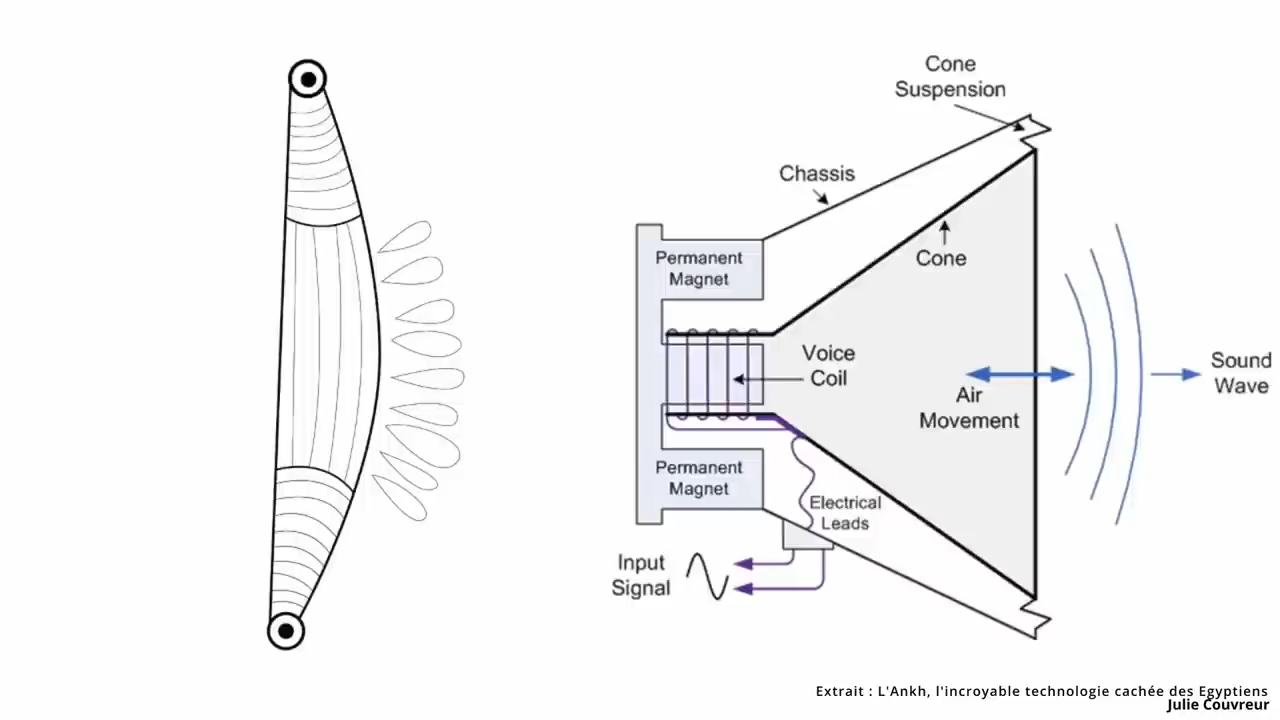 Cone
Suspension
Chassis
Permanent
Magnet
Cone
Voice
Coil
Sound
Wave
Air
Movement
Permanent
Magnet
Electrical
Leads
Input
Signal
Extrait : L'Ankh, l'incroyable technologie cachée des Egyptiens
Julie Couvreur